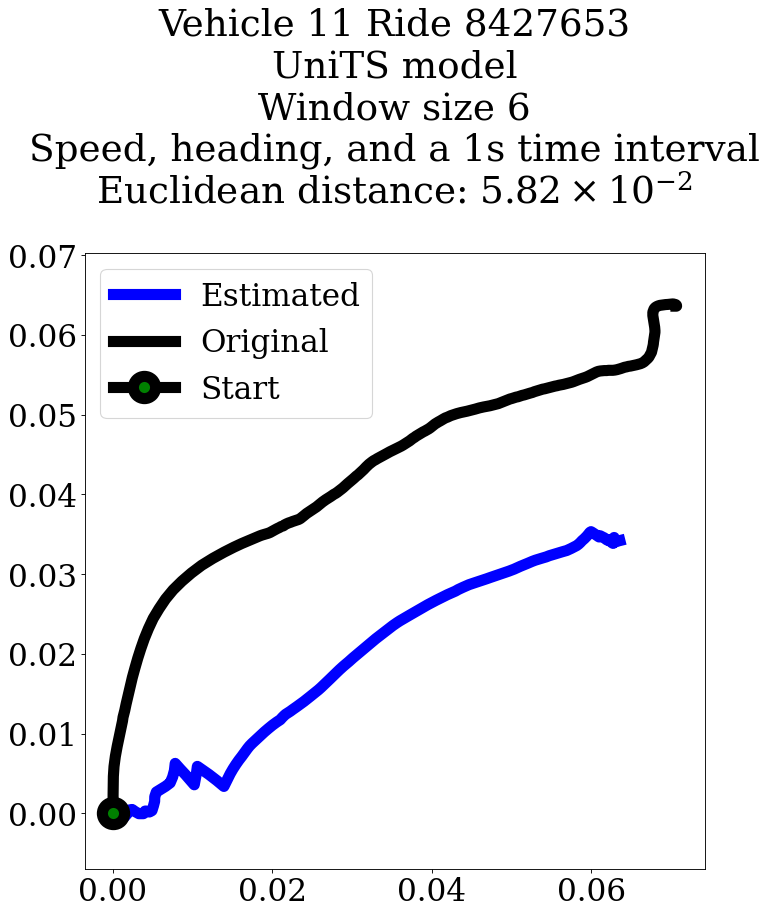 Vehicle 11 Ride 8427653
UniTS model
Window size 6
Speed, heading, and a 1s time interval
Euclidean distance: 5.82 × 10⁻²
0.07
Estimated
0.06
Original
Start
0.05
0.04
0.03
0.02
0.01
0.00
0.00 0.02 0.04 0.06